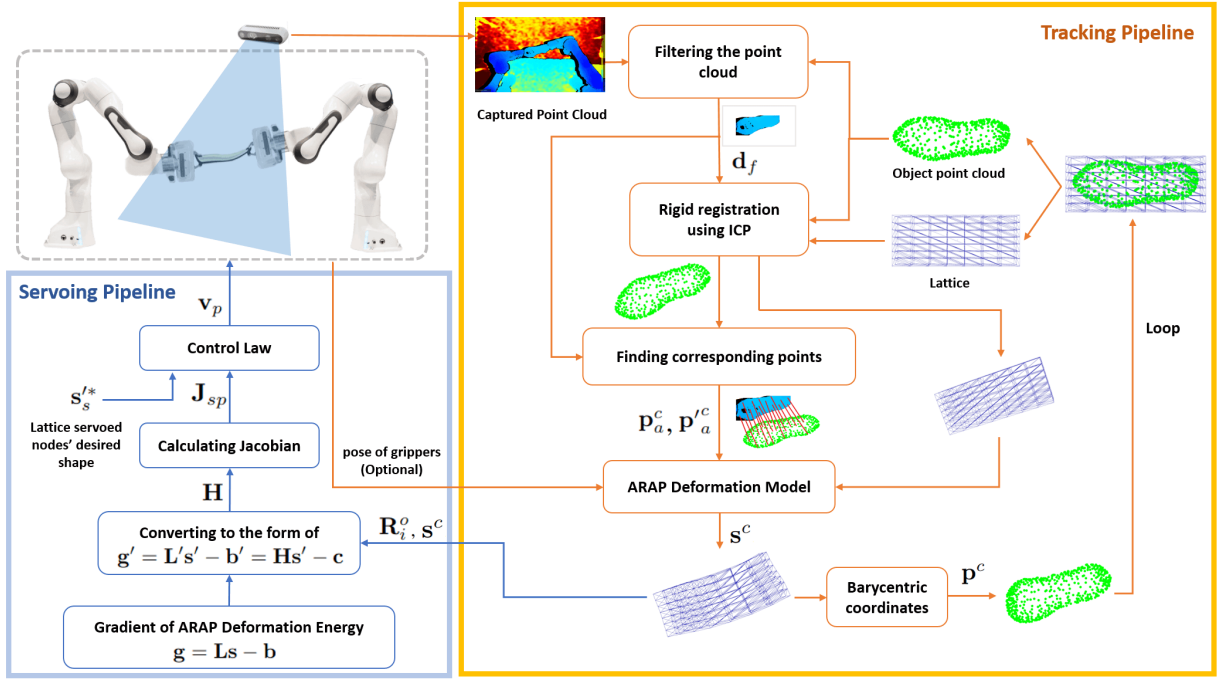 Tracking Pipeline
Captured Point Cloud
Filtering the point
cloud
d_f
Object point cloud
Rigid registration
using ICP
Lattice
Loop
Finding corresponding points
p_a^c, p'_a^c
ARAP Deformation Model
s^c
Barycentric
coordinates
p^c
pose of grippers
(Optional)
R_i^o, s^c
Servoing Pipeline
v_p
Control Law
s_s'^*
J_{sp}
Lattice servoed
nodes' desired
shape
Calculating Jacobian
H
Converting to the form of
g' = L's' − b' = Hs' − c
Gradient of ARAP Deformation Energy
g = Ls − b